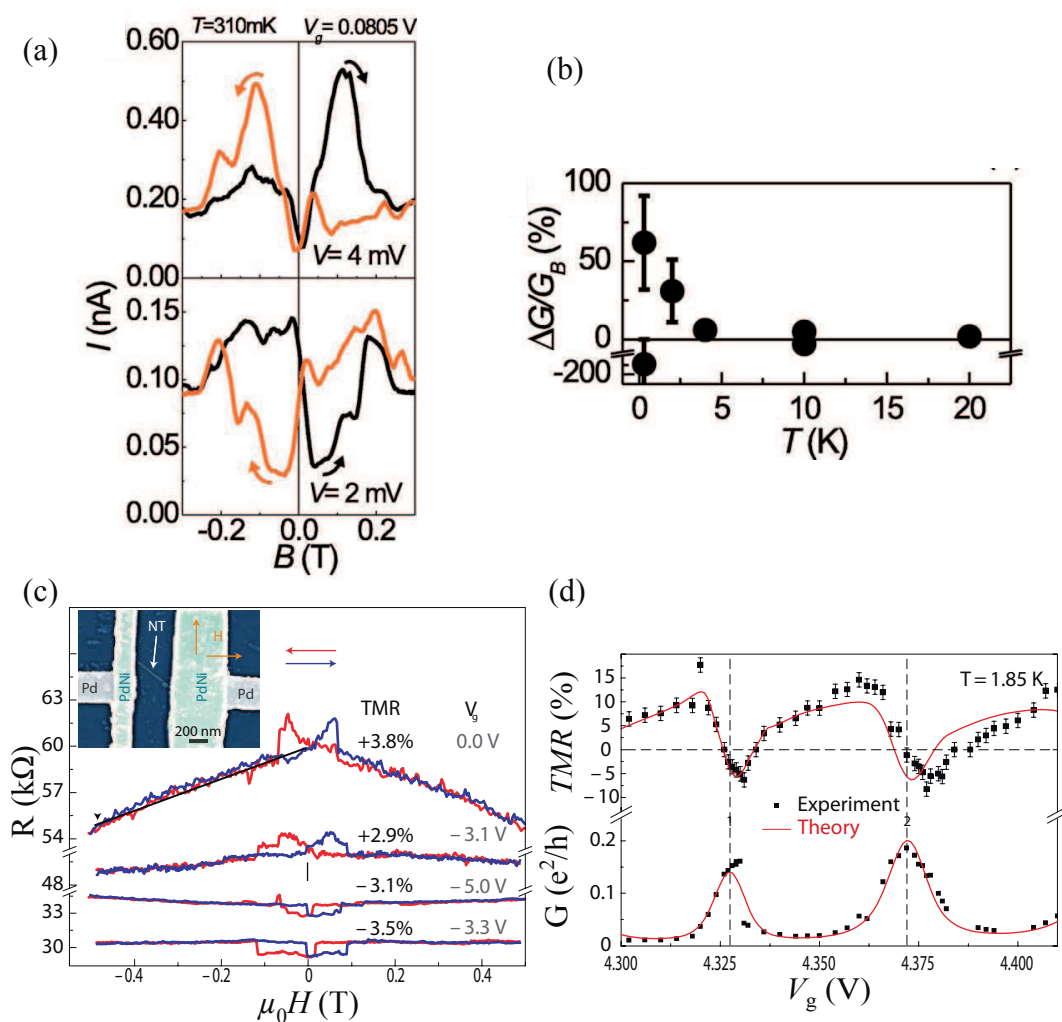 (a)
T=310mK
V_g=0.0805 V
0.60
0.40
0.20
0.00
V= 4 mV
I (nA)
0.15
0.10
0.05
0.00
V= 2 mV
-0.2
0.0
0.2
B (T)
(b)
100
50
0
-200
ΔG/G_B (%)
0
5
10
15
20
T (K)
(c)
NT
H
Pd
PdNi
PdNi
Pd
200 nm
TMR
V_g
+3.8%
0.0 V
+2.9%
−3.1 V
−3.1%
−5.0 V
−3.5%
−3.3 V
63
60
57
54
48
33
30
R (kΩ)
-0.4
-0.2
0
0.2
0.4
μ₀H (T)
(d)
T = 1.85 K
20
15
10
5
0
−5
−10
TMR (%)
Experiment
Theory
1
2
0.2
0.1
0
G (e²/h)
4.300
4.325
4.350
4.375
4.400
V_g (V)